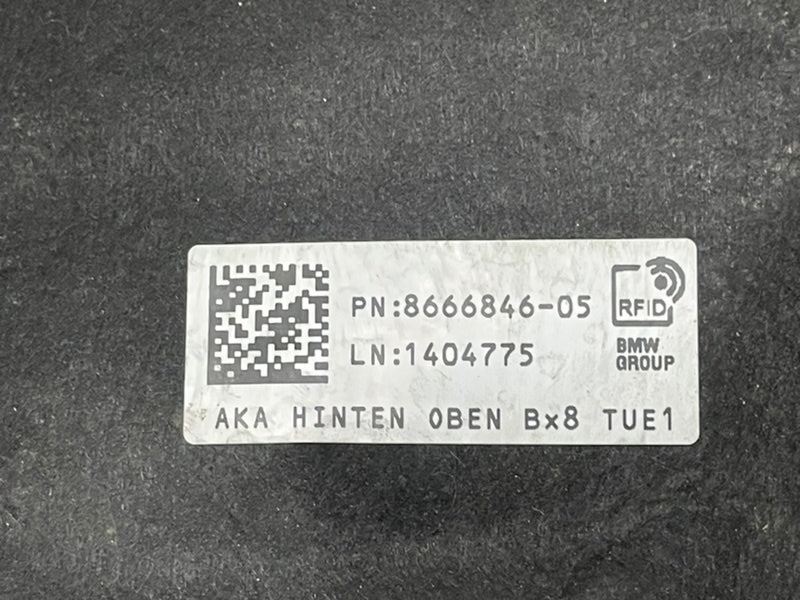 PN:8666846-05
RFID
LN:1404775
BMW
GROUP
AKA HINTEN OBEN Bx8 TUE1